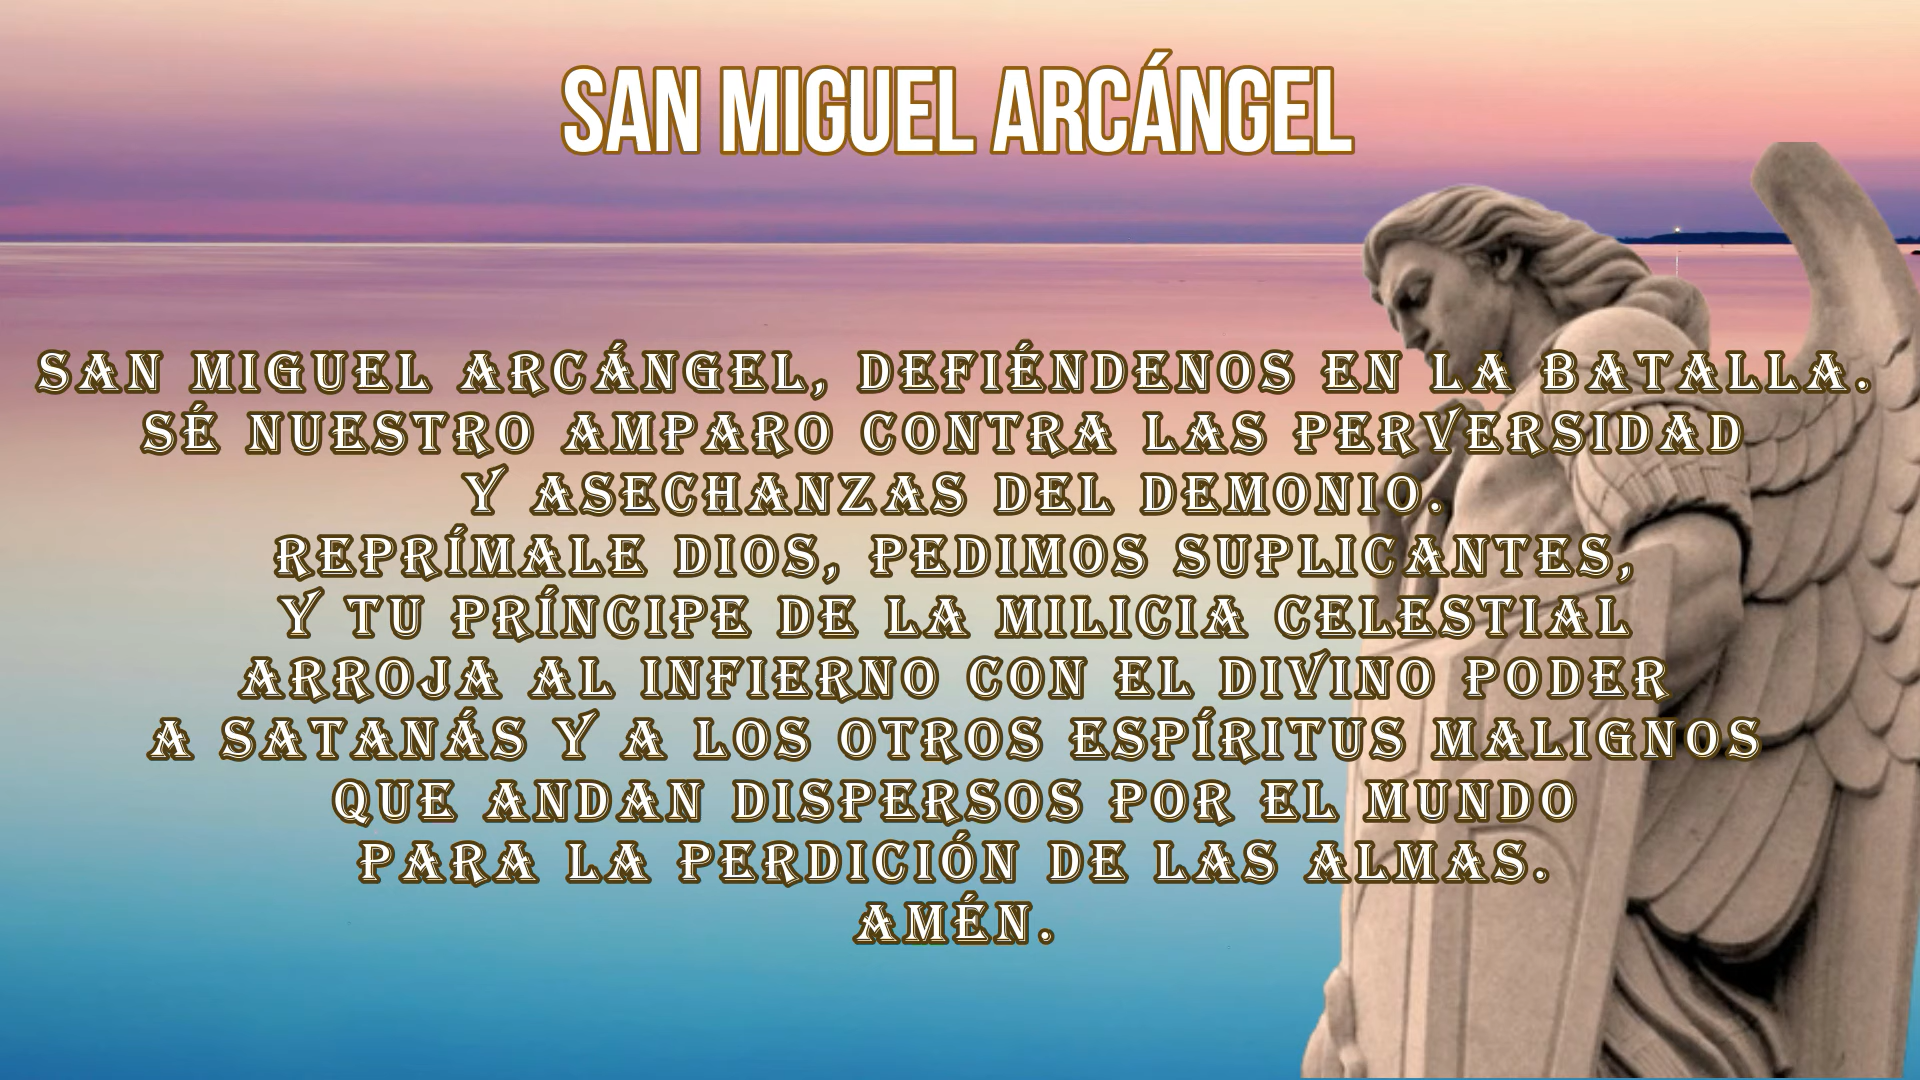 SAN MIGUEL ARCÁNGEL
SAN MIGUEL ARCÁNGEL, DEFIÉNDENOS EN LA BATALLA.
SÉ NUESTRO AMPARO CONTRA LAS PERVERSIDAD
Y ASECHANZAS DEL DEMONIO.
REPRÍMALE DIOS, PEDIMOS SUPLICANTES,
Y TU PRÍNCIPE DE LA MILICIA CELESTIAL
ARROJA AL INFIERNO CON EL DIVINO PODER
A SATANÁS Y A LOS OTROS ESPÍRITUS MALIGNOS
QUE ANDAN DISPERSOS POR EL MUNDO
PARA LA PERDICIÓN DE LAS ALMAS.
AMÉN.